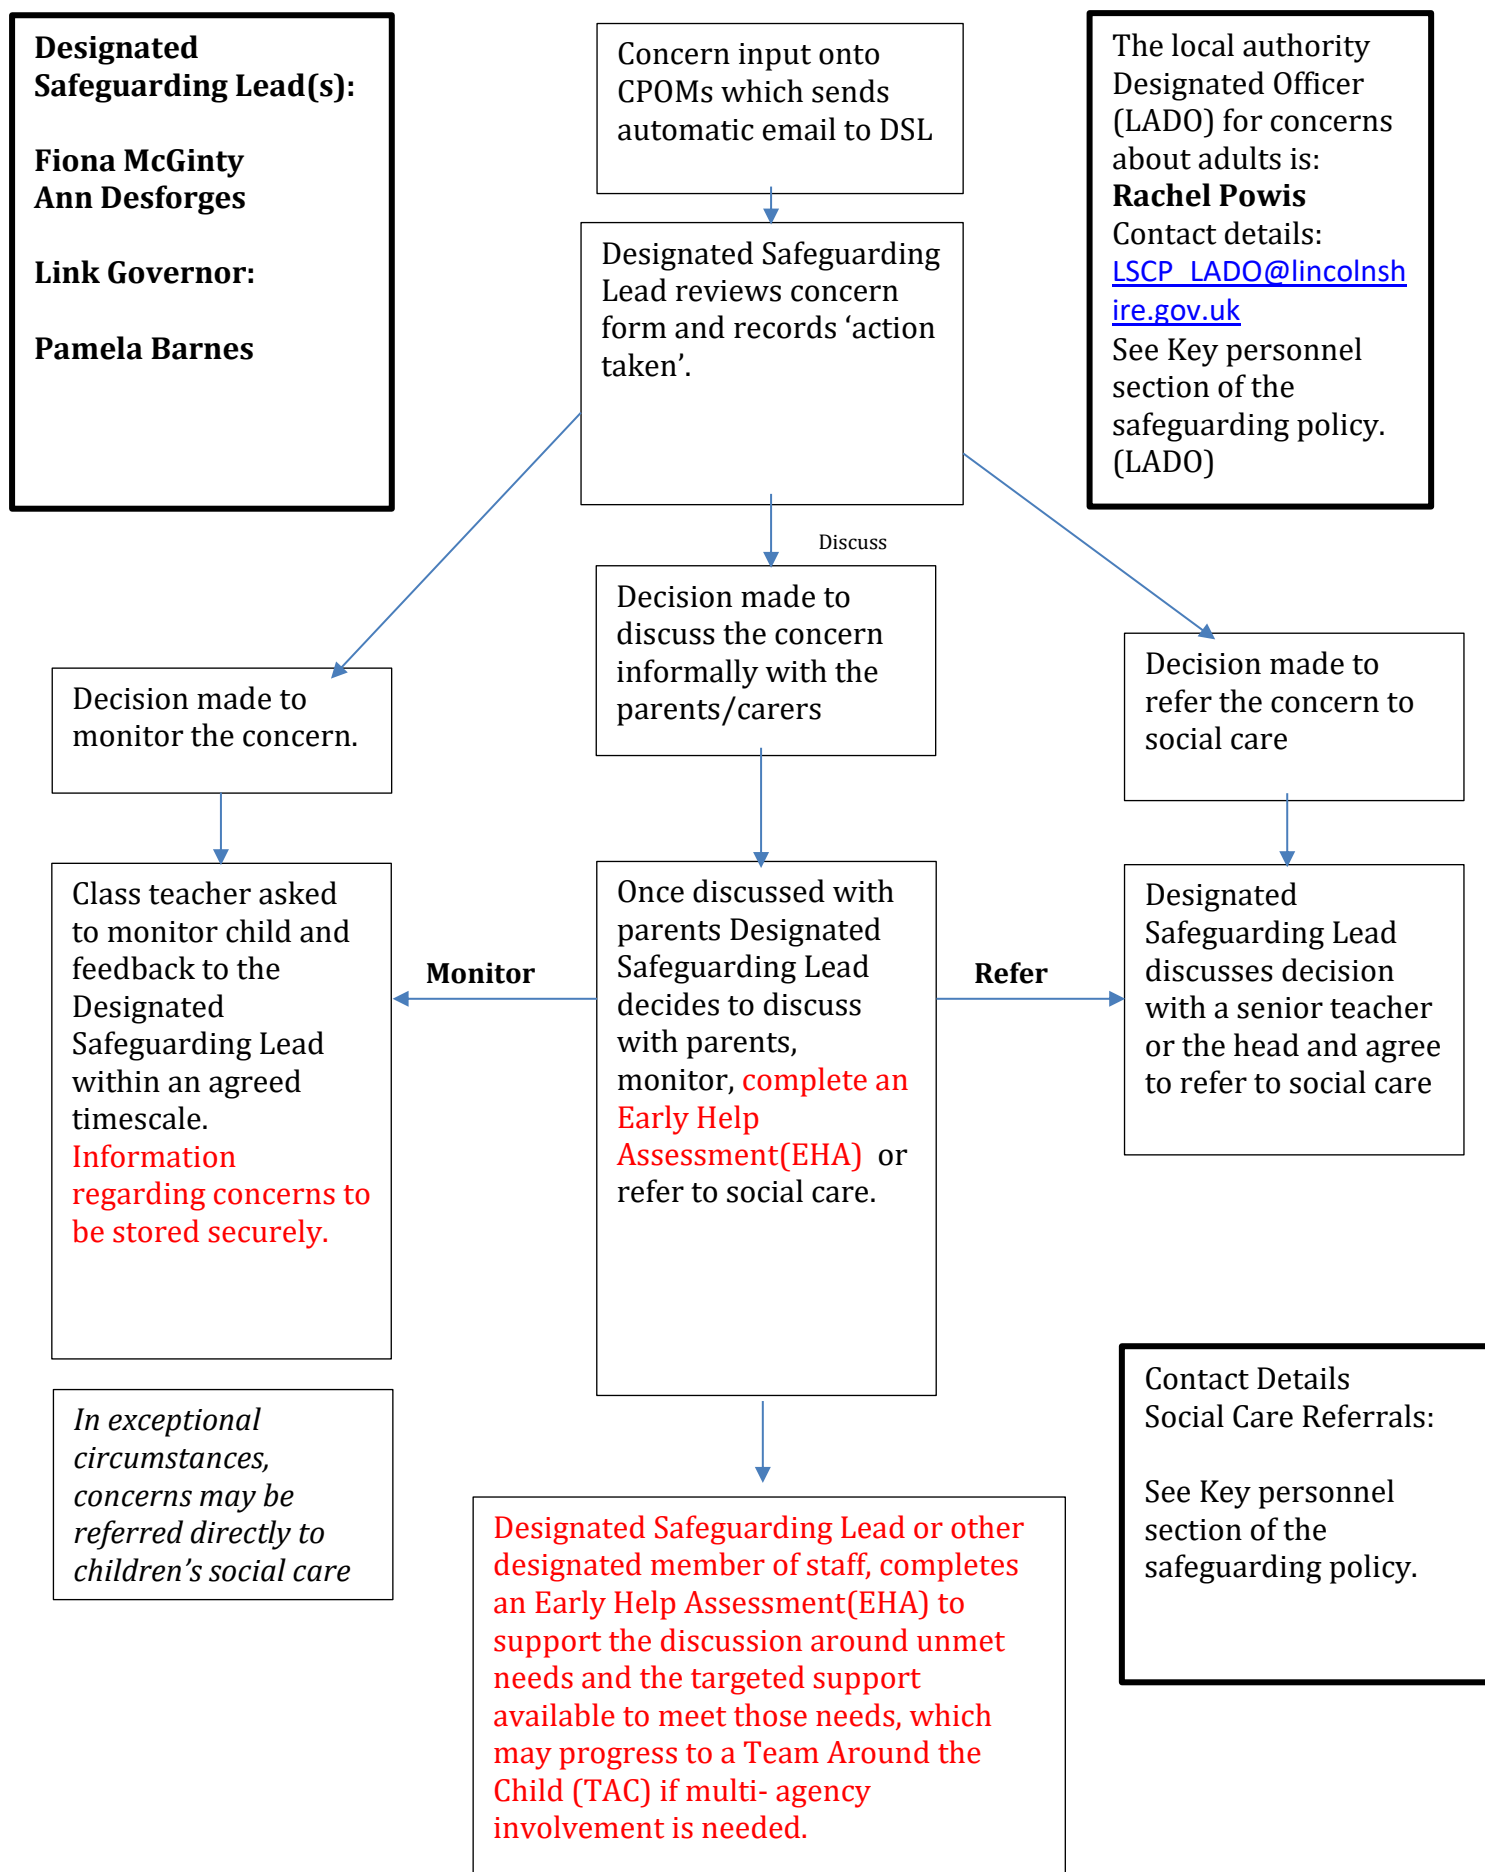 Designated
Safeguarding Lead(s):
Fiona McGinty
Ann Desforges
Link Governor:
Pamela Barnes
Concern input onto
CPOMs which sends
automatic email to DSL
The local authority
Designated Officer
(LADO) for concerns
about adults is:
Rachel Powis
Contact details:
LSCP_LADO@lincolnsh
ire.gov.uk
See Key personnel
section of the
safeguarding policy.
(LADO)
Designated Safeguarding
Lead reviews concern
form and records ‘action
taken’.
Discuss
Decision made to
monitor the concern.
Decision made to
discuss the concern
informally with the
parents/carers
Decision made to
refer the concern to
social care
Class teacher asked
to monitor child and
feedback to the
Designated
Safeguarding Lead
within an agreed
timescale.
Information
regarding concerns to
be stored securely.
Monitor
Once discussed with
parents Designated
Safeguarding Lead
decides to discuss
with parents,
monitor, complete an
Early Help
Assessment(EHA)  or
refer to social care.
Refer
Designated
Safeguarding Lead
discusses decision
with a senior teacher
or the head and agree
to refer to social care
In exceptional
circumstances,
concerns may be
referred directly to
children’s social care
Contact Details
Social Care Referrals:
See Key personnel
section of the
safeguarding policy.
Designated Safeguarding Lead or other
designated member of staff, completes
an Early Help Assessment(EHA) to
support the discussion around unmet
needs and the targeted support
available to meet those needs, which
may progress to a Team Around the
Child (TAC) if multi- agency
involvement is needed.